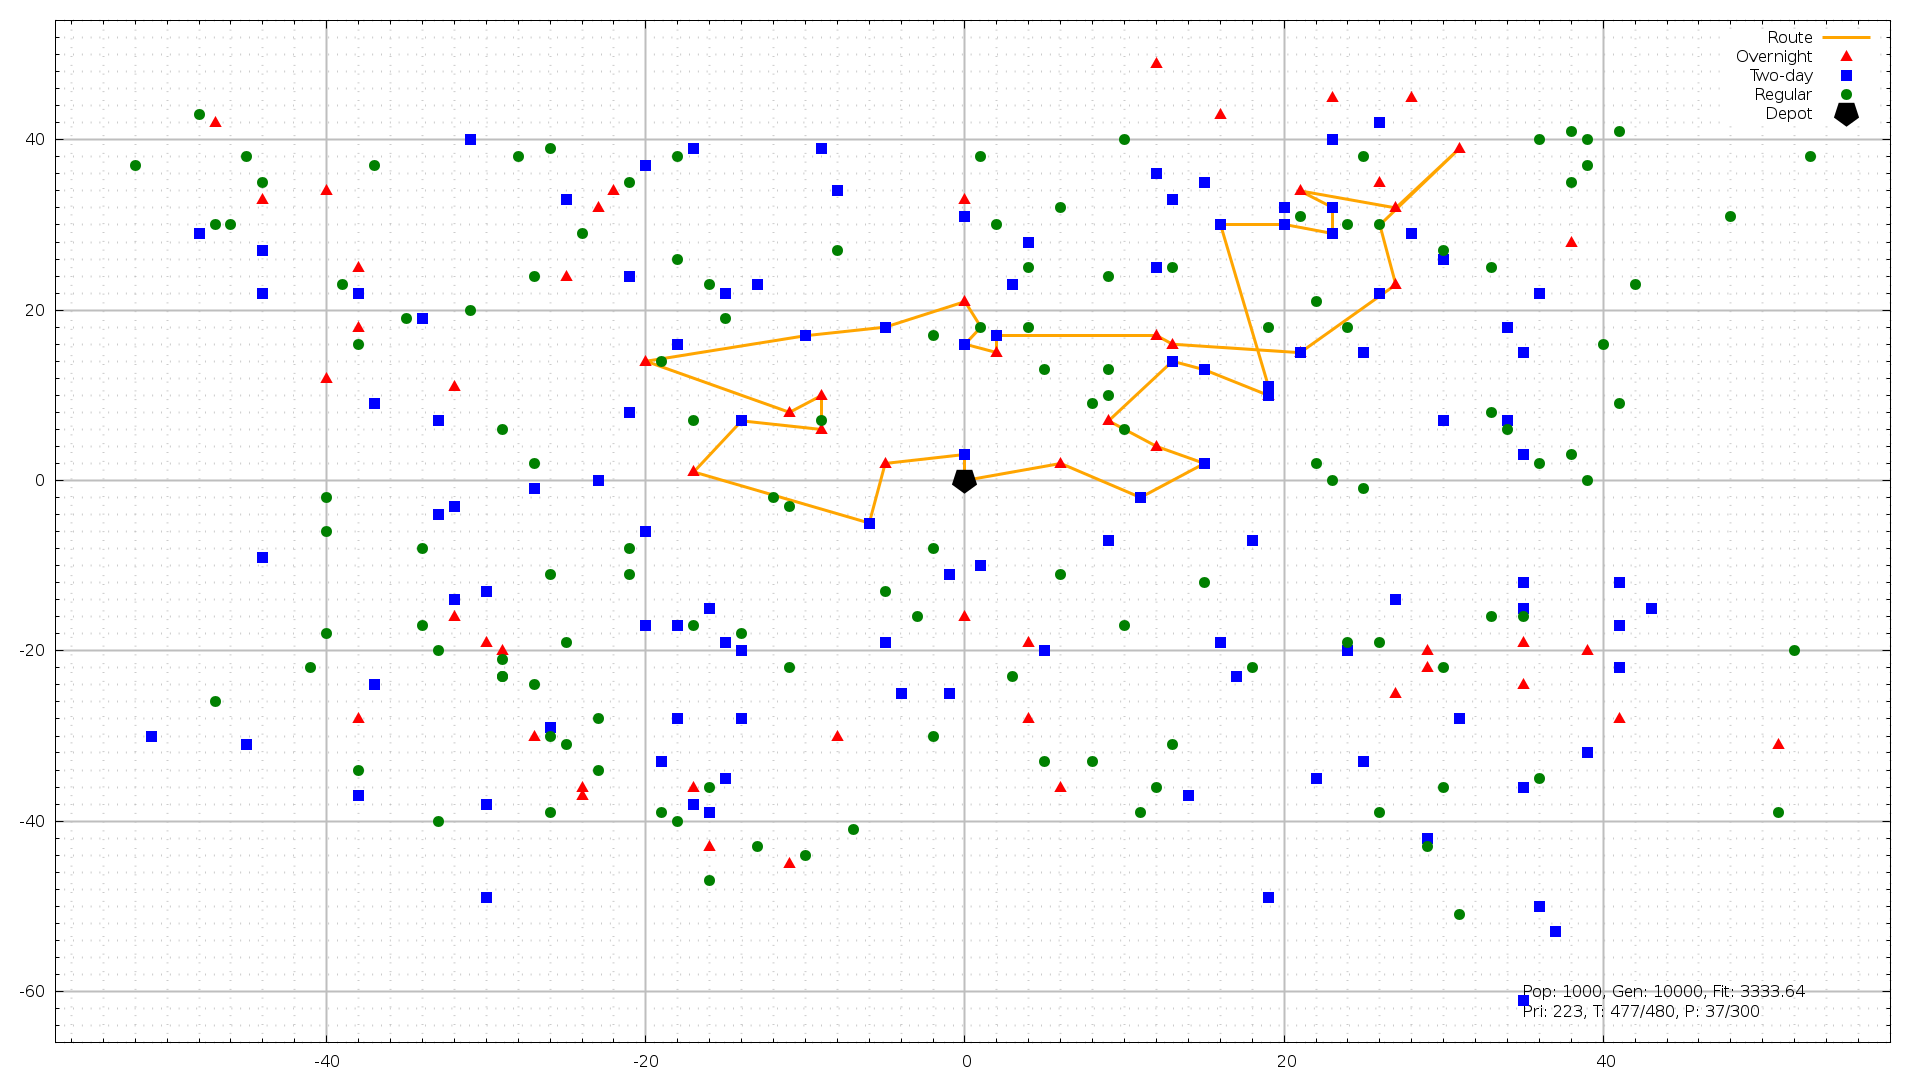 Route
Overnight
Two-day
Regular
Depot
40
20
0
-20
-40
-60
Pop: 1000, Gen: 10000, Fit: 3333.64
Pri: 223, T: 477/480, P: 37/300
-40
-20
0
20
40